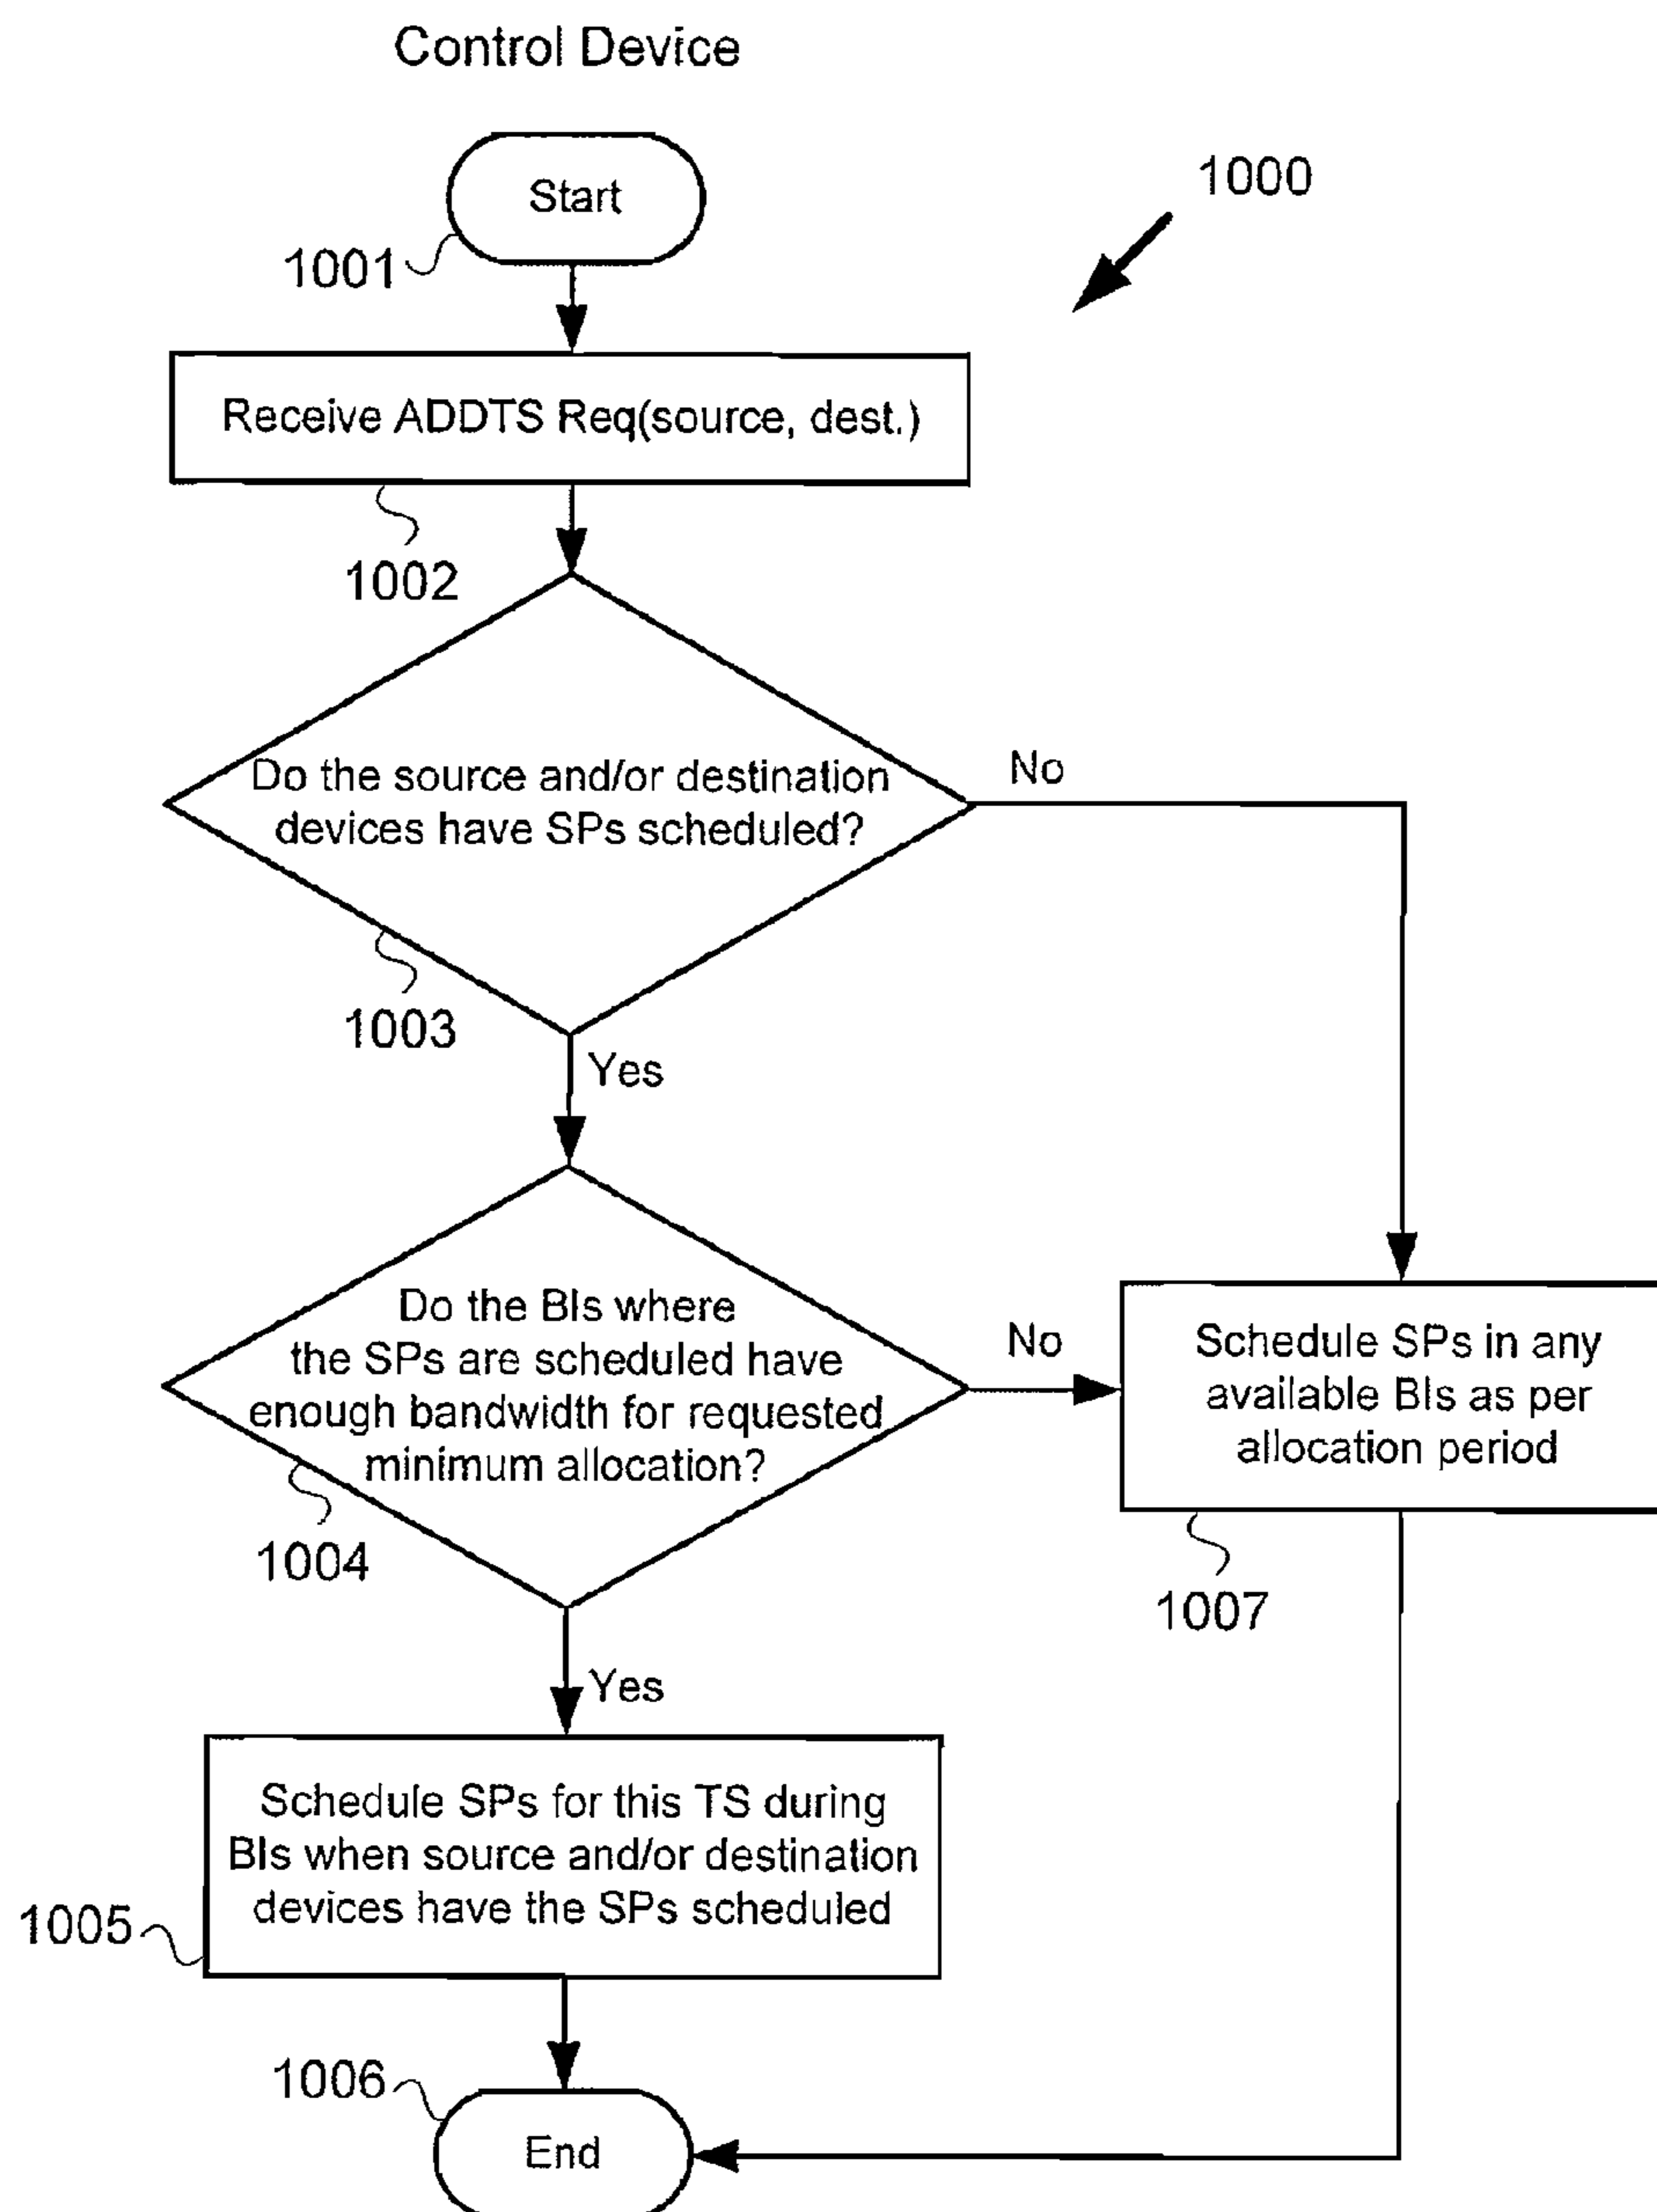 Control Device
Start
1000
1001
Receive ADDTS Req(source, dest.)
1002
Do the source and/or destination
devices have SPs scheduled?
No
1003
Yes
Do the BIs where
the SPs are scheduled have
enough bandwidth for requested
minimum allocation?
No
Schedule SPs in any
available BIs as per
allocation period
1004
1007
Yes
Schedule SPs for this TS during
BIs when source and/or destination
devices have the SPs scheduled
1005
1006
End